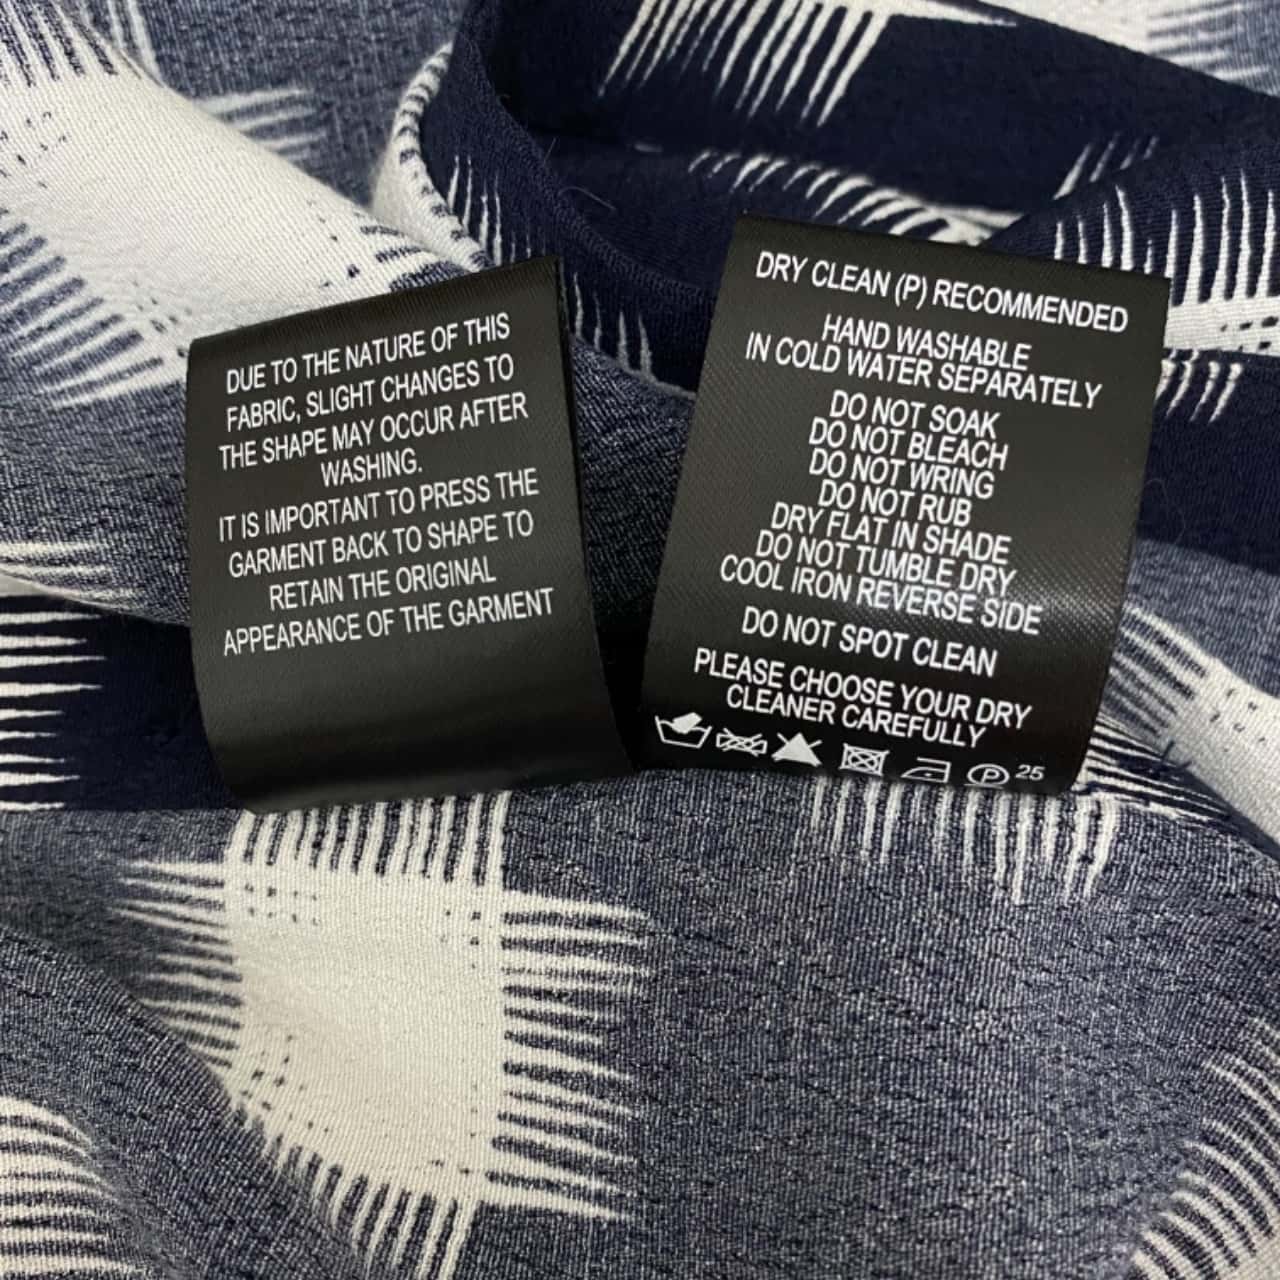 DUE TO THE NATURE OF THIS
FABRIC, SLIGHT CHANGES TO
THE SHAPE MAY OCCUR AFTER
WASHING.
IT IS IMPORTANT TO PRESS THE
GARMENT BACK TO SHAPE TO
RETAIN THE ORIGINAL
APPEARANCE OF THE GARMENT
DRY CLEAN (P) RECOMMENDED
HAND WASHABLE
IN COLD WATER SEPARATELY
DO NOT SOAK
DO NOT BLEACH
DO NOT WRING
DO NOT RUB
DRY FLAT IN SHADE
DO NOT TUMBLE DRY
COOL IRON REVERSE SIDE
DO NOT SPOT CLEAN
PLEASE CHOOSE YOUR DRY
CLEANER CAREFULLY
P 25